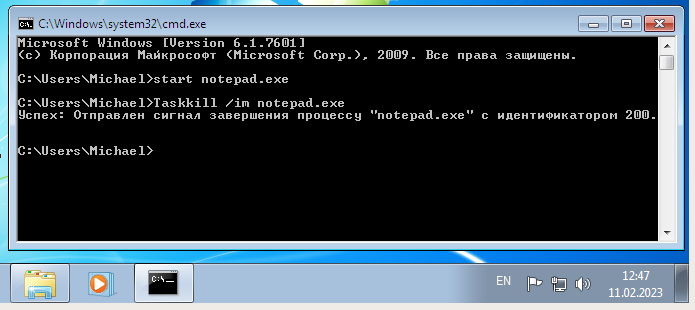 C:\Windows\system32\cmd.exe
Microsoft Windows [Version 6.1.7601]
(c) Корпорация Майкрософт (Microsoft Corp.), 2009. Все права защищены.
C:\Users\Michael>start notepad.exe
C:\Users\Michael>Taskkill /im notepad.exe
Успех: Отправлен сигнал завершения процессу "notepad.exe" с идентификатором 200.
C:\Users\Michael>
EN
12:47
11.02.2023